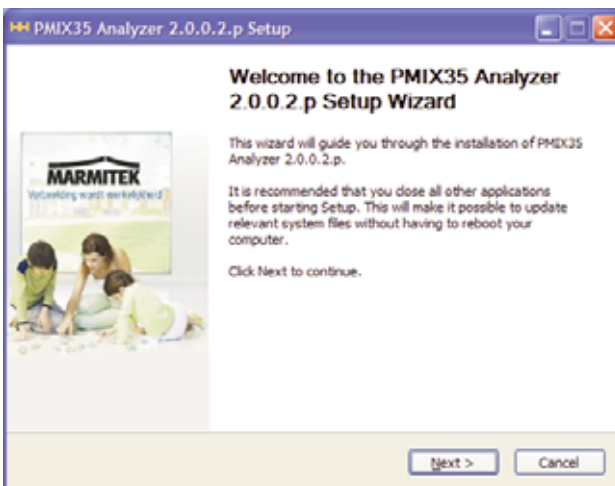 PMIX35 Analyzer 2.0.0.2.p Setup
Welcome to the PMIX35 Analyzer
2.0.0.2.p Setup Wizard
This wizard will guide you through the installation of PMIX35
Analyzer 2.0.0.2.p.
It is recommended that you close all other applications
before starting Setup. This will make it possible to update
relevant system files without having to reboot your
computer.
Click Next to continue.
MARMITEK
Verbeelding wordt werkelijkheid
Next >
Cancel